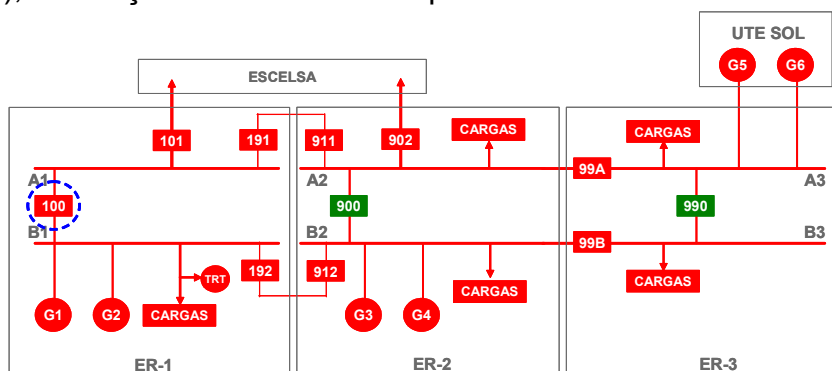 UTE SOL
G5 G6
ESCELSA
101 191 911 902 CARGAS CARGAS
99A
A1 A2 A3
100 900 990
B1 B2 99B B3
192 912 TRT CARGAS CARGAS
G1 G2 CARGAS G3 G4
ER-1 ER-2 ER-3